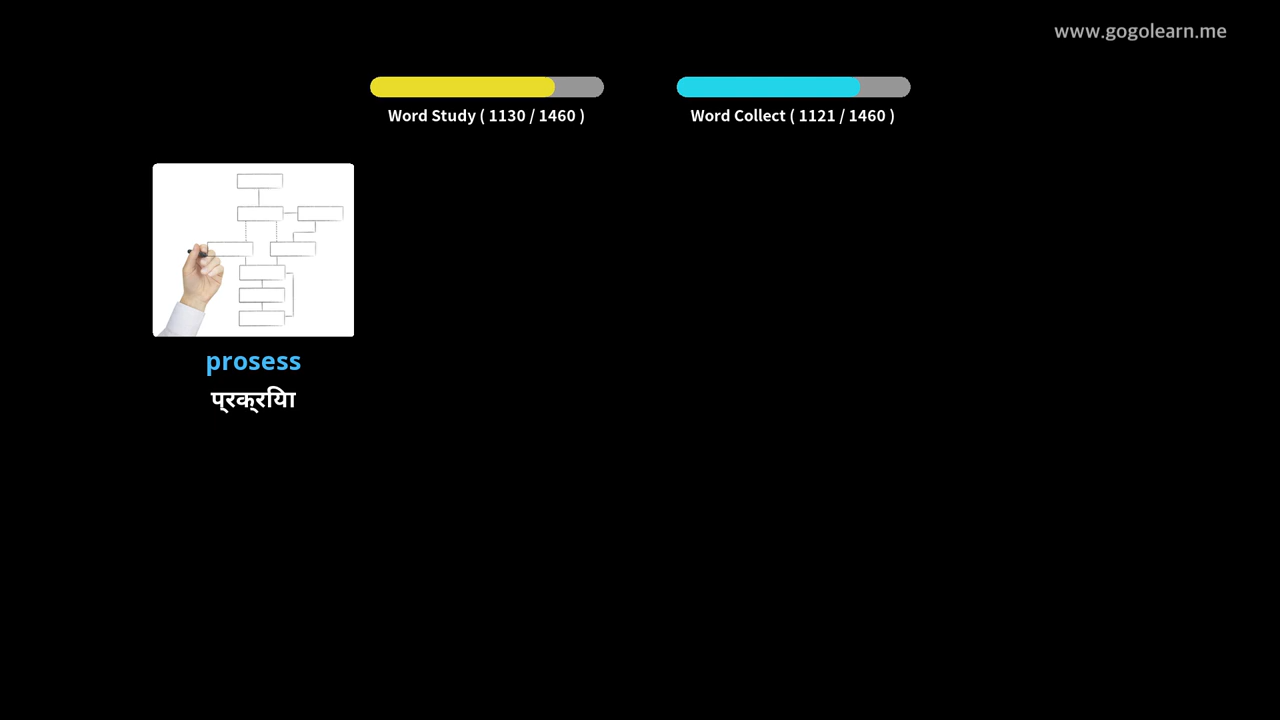 www.gogolearn.me
Word Study ( 1130 / 1460 )
Word Collect ( 1121 / 1460 )
prosess
प्रक्रिया